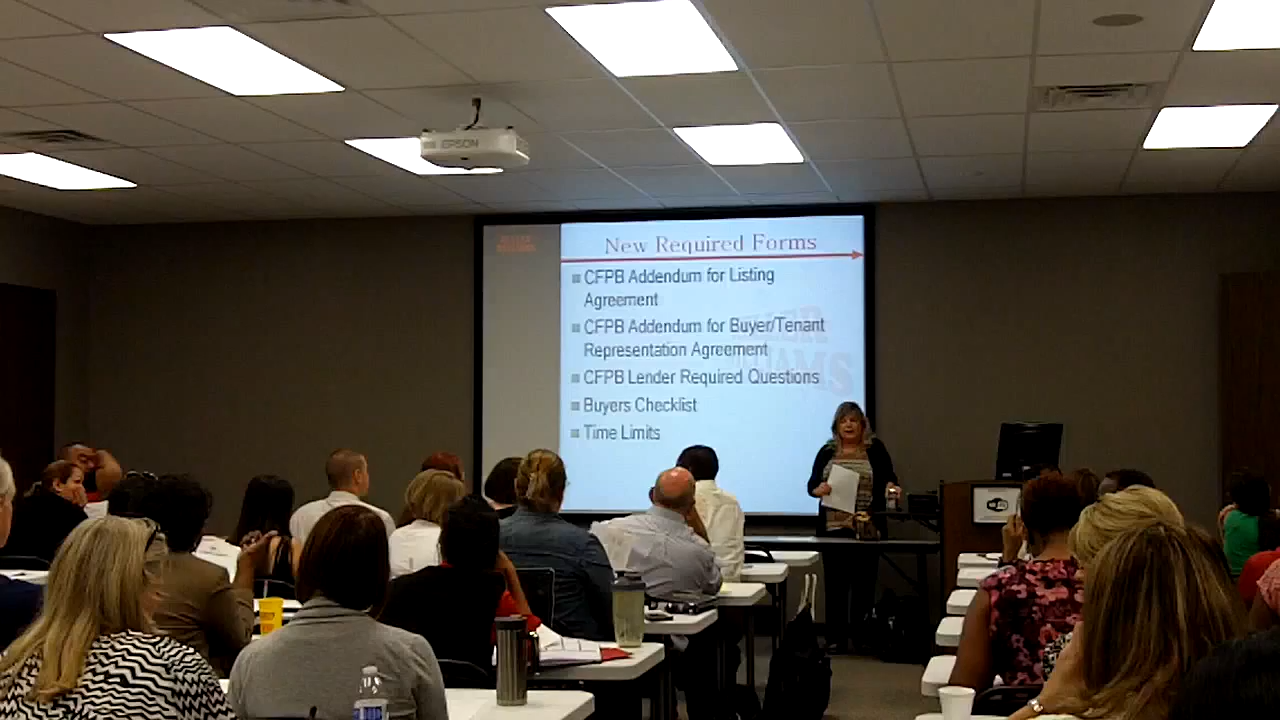 EPSON
New Required Forms
CFPB Addendum for Listing
Agreement
CFPB Addendum for Buyer/Tenant
Representation Agreement
CFPB Lender Required Questions
Buyers Checklist
Time Limits